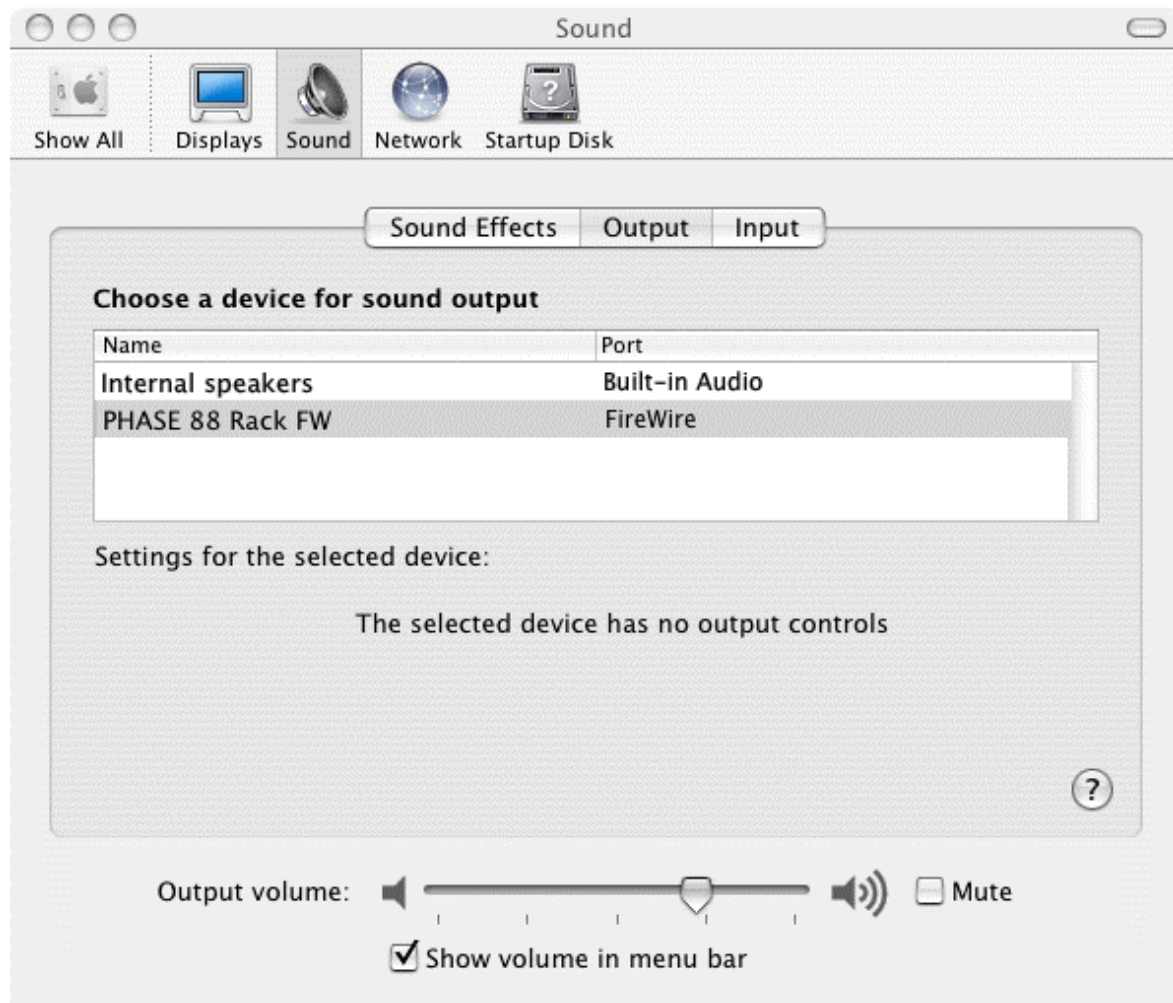 Sound
Show All Displays Sound Network Startup Disk
Sound Effects Output Input
Choose a device for sound output
Name Port
Internal speakers Built-in Audio
PHASE 88 Rack FW FireWire
Settings for the selected device:
The selected device has no output controls
?
Output volume: Mute
Show volume in menu bar